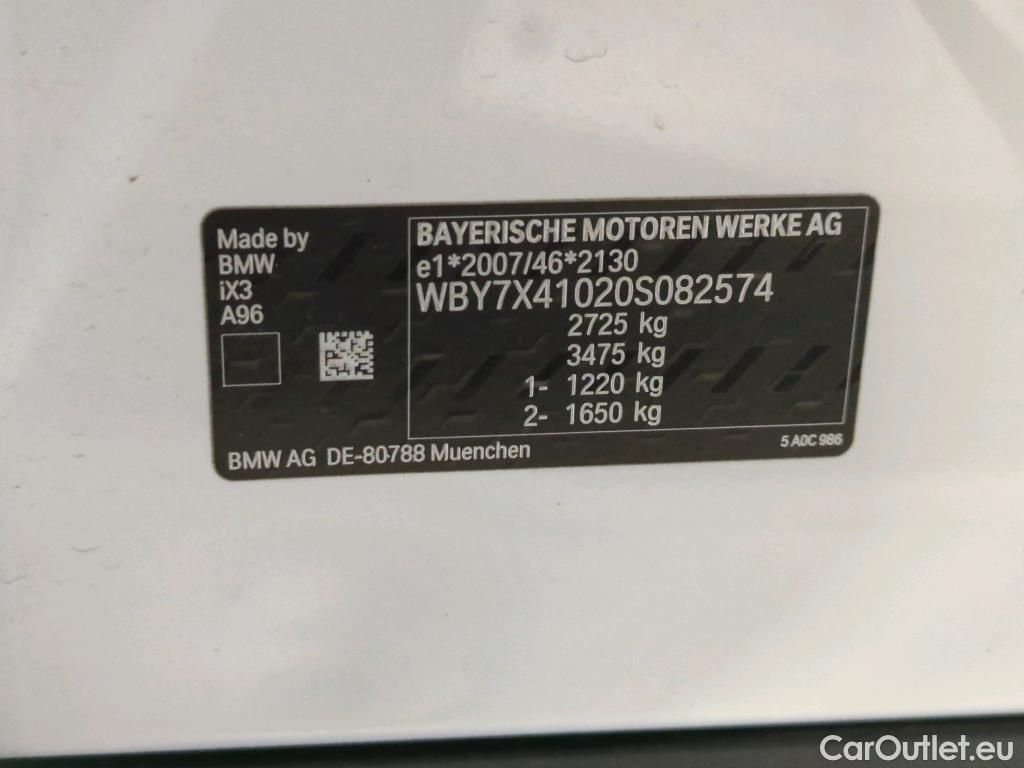 Made by
BMW
iX3
A96
BAYERISCHE MOTOREN WERKE AG
e1*2007/46*2130
WBY7X41020S082574
2725 kg
3475 kg
1- 1220 kg
2- 1650 kg
BMW AG DE-80788 Muenchen
5 A0C 986
CarOutlet.eu